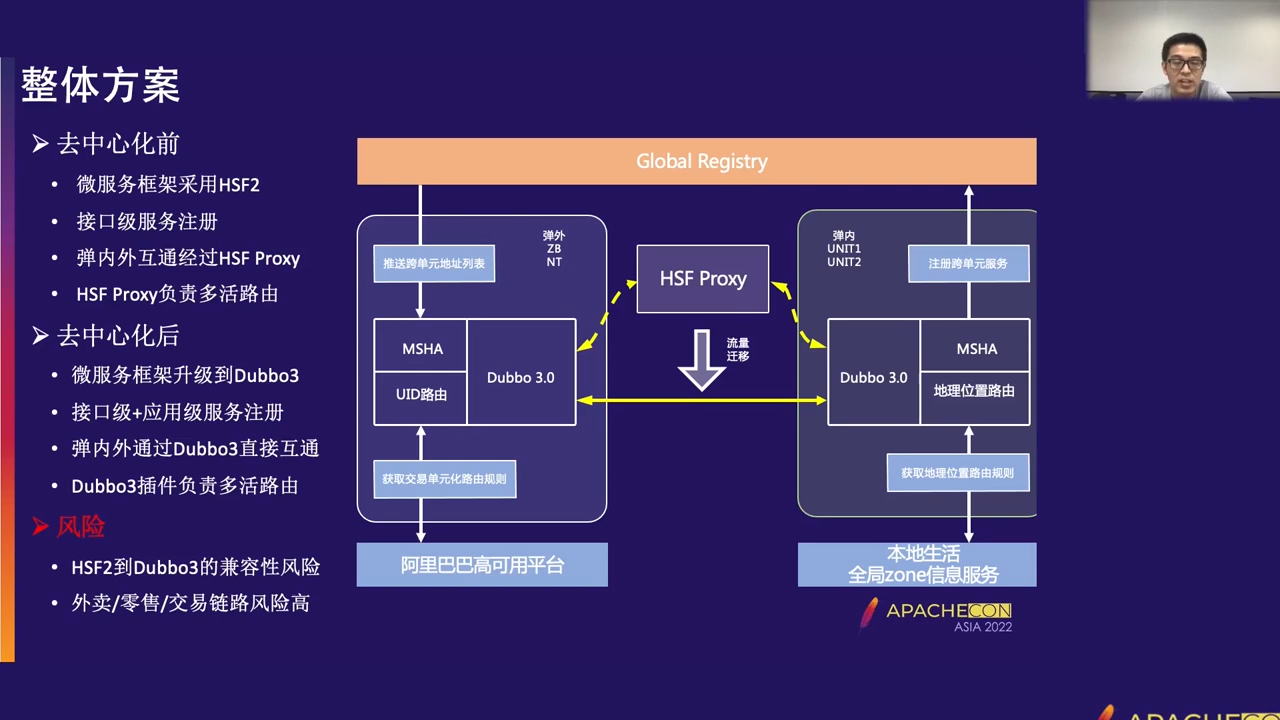 整体方案
去中心化前
微服务框架采用HSF2
接口级服务注册
弹内外互通经过HSF Proxy
HSF Proxy负责多活路由
去中心化后
微服务框架升级到Dubbo3
接口级+应用级服务注册
弹内外通过Dubbo3直接互通
Dubbo3插件负责多活路由
风险
HSF2到Dubbo3的兼容性风险
外卖/零售/交易链路风险高
Global Registry
弹外
ZB
NT
推送跨单元地址列表
MSHA
UID路由
Dubbo 3.0
获取交易单元化路由规则
阿里巴巴高可用平台
HSF Proxy
流量
迁移
弹内
UNIT1
UNIT2
注册跨单元服务
Dubbo 3.0
MSHA
地理位置路由
获取地理位置路由规则
本地生活
全局zone信息服务
APACHECON
ASIA 2022